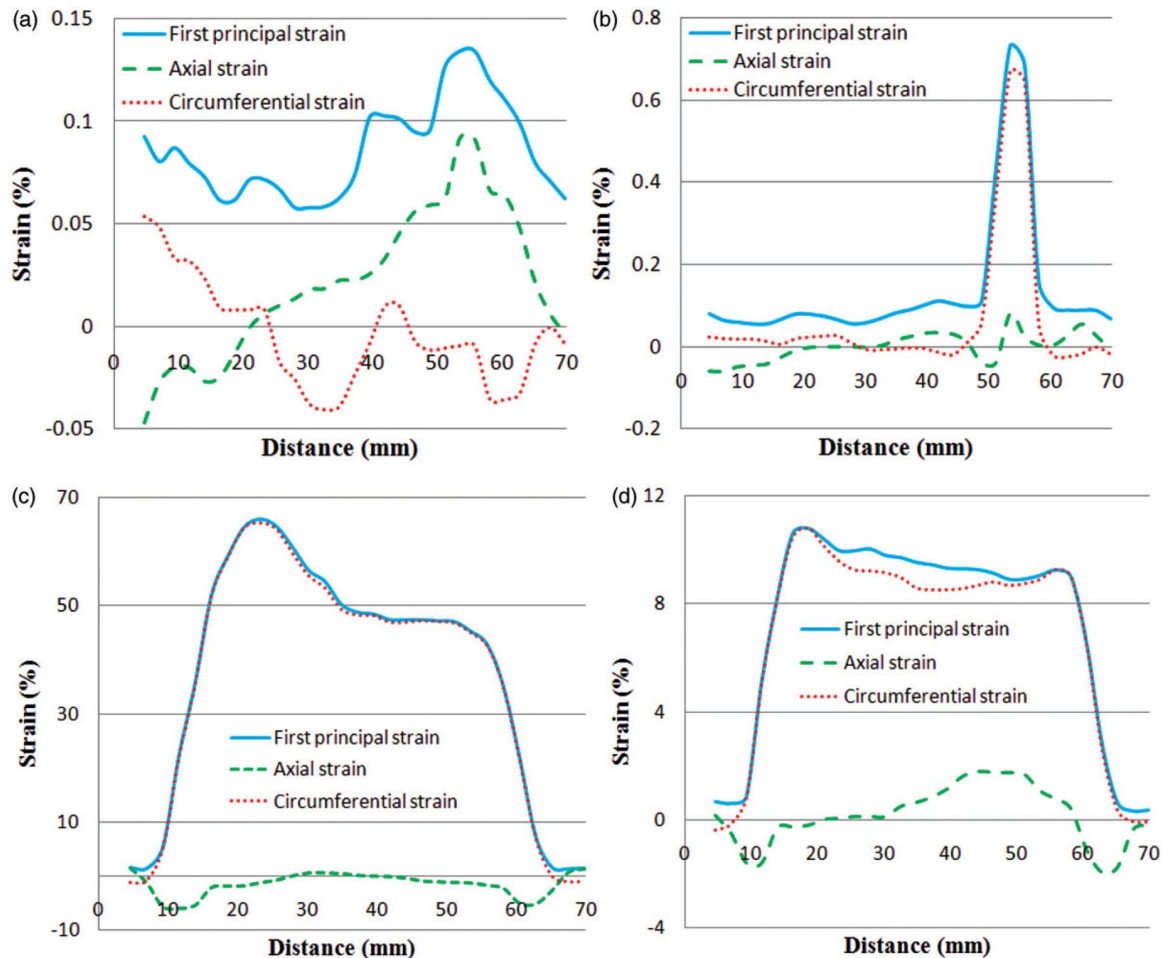 (a)
0.15
0.1
0.05
0
-0.05
Strain (%)
First principal strain
Axial strain
Circumferential strain
0 10 20 30 40 50 60 70
Distance (mm)
(b)
0.8
0.6
0.4
0.2
0
-0.2
Strain (%)
First principal strain
Axial strain
Circumferential strain
0 10 20 30 40 50 60 70
Distance (mm)
(c)
70
50
30
10
-10
Strain (%)
First principal strain
Axial strain
Circumferential strain
0 10 20 30 40 50 60 70
Distance (mm)
(d)
12
8
4
0
-4
Strain (%)
First principal strain
Axial strain
Circumferential strain
0 10 20 30 40 50 60 70
Distance (mm)